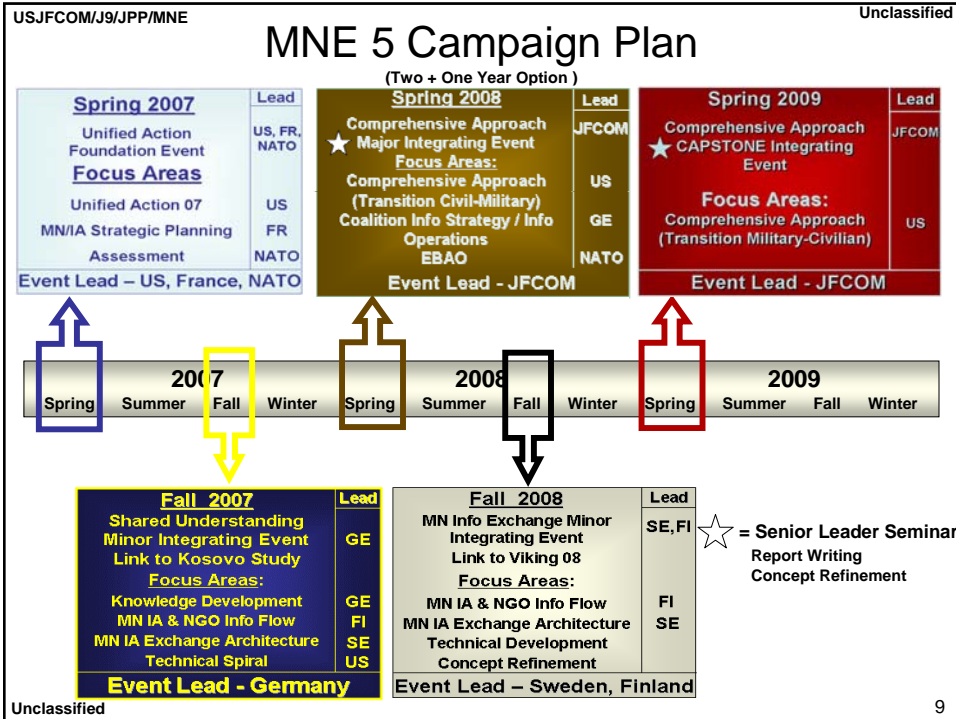 USJFCOM/J9/JPP/MNE
Unclassified
MNE 5 Campaign Plan
(Two + One Year Option )
Spring 2007
Lead
Unified Action
Foundation Event
US, FR,
NATO
Focus Areas
Unified Action 07 US
MN/IA Strategic Planning FR
Assessment NATO
Event Lead – US, France, NATO
Spring 2008
Lead
Comprehensive Approach JFCOM
Major Integrating Event
Focus Areas:
Comprehensive Approach US
(Transition Civil-Military)
Coalition Info Strategy / Info GE
Operations
EBAO NATO
Event Lead - JFCOM
Spring 2009
Lead
Comprehensive Approach JFCOM
CAPSTONE Integrating
Event
Focus Areas:
Comprehensive Approach US
(Transition Military-Civilian)
Event Lead - JFCOM
2007 2008 2009
Spring Summer Fall Winter Spring Summer Fall Winter Spring Summer Fall Winter
Fall 2007
Lead
Shared Understanding
Minor Integrating Event GE
Link to Kosovo Study
Focus Areas:
Knowledge Development GE
MN IA & NGO Info Flow FI
MN IA Exchange Architecture SE
Technical Spiral US
Event Lead - Germany
Fall 2008
Lead
MN Info Exchange Minor SE,FI
Integrating Event
Link to Viking 08
Focus Areas:
MN IA & NGO Info Flow FI
MN IA Exchange Architecture SE
Technical Development
Concept Refinement
Event Lead – Sweden, Finland
= Senior Leader Seminar
Report Writing
Concept Refinement
Unclassified
9